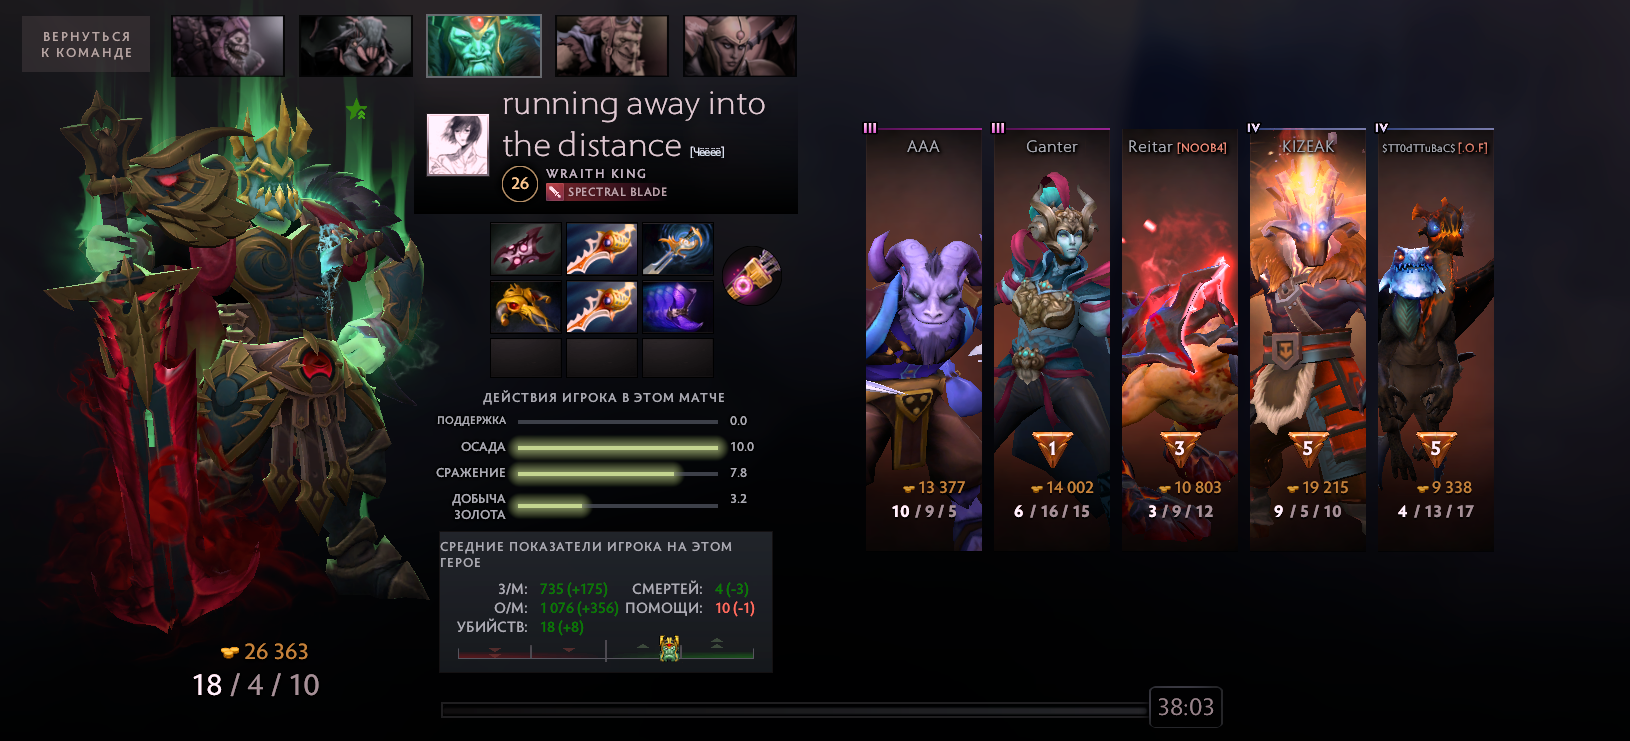 ВЕРНУТЬСЯ
К КОМАНДЕ
running away into
the distance [Чёёёё]
26
WRAITH KING
SPECTRAL BLADE
ДЕЙСТВИЯ ИГРОКА В ЭТОМ МАТЧЕ
ПОДДЕРЖКА 0.0
ОСАДА 10.0
СРАЖЕНИЕ 7.8
ДОБЫЧА
ЗОЛОТА 3.2
СРЕДНИЕ ПОКАЗАТЕЛИ ИГРОКА НА ЭТОМ
ГЕРОЕ
З/М: 735 (+175) СМЕРТЕЙ: 4 (-3)
О/М: 1 076 (+356) ПОМОЩИ: 10 (-1)
УБИЙСТВ: 18 (+8)
26 363
18 / 4 / 10
38:03
III
AAA
13 377
10 / 9 / 5
III
Ganter
1
14 002
6 / 16 / 15
Reitar [NOOB4]
3
10 803
3 / 9 / 12
IV
KIZEAK
5
19 215
9 / 5 / 10
IV
$TT0dTTuBaC$ [.O.F]
5
9 338
4 / 13 / 17